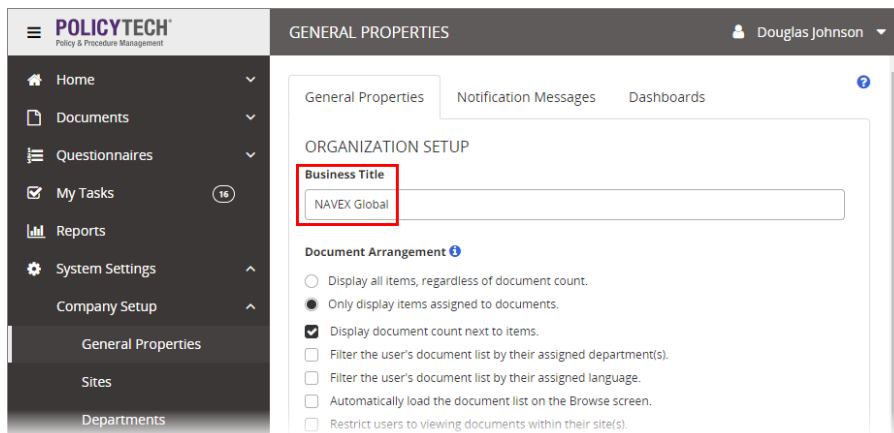 POLICYTECH®
Policy & Procedure Management
GENERAL PROPERTIES
Douglas Johnson
Home
Documents
Questionnaires
My Tasks 16
Reports
System Settings
Company Setup
General Properties
Sites
Departments
General Properties Notification Messages Dashboards
ORGANIZATION SETUP
Business Title
NAVEX Global
Document Arrangement
Display all items, regardless of document count.
Only display items assigned to documents.
Display document count next to items.
Filter the user's document list by their assigned department(s).
Filter the user's document list by their assigned language.
Automatically load the document list on the Browse screen.
Restrict users to viewing documents within their site(s).